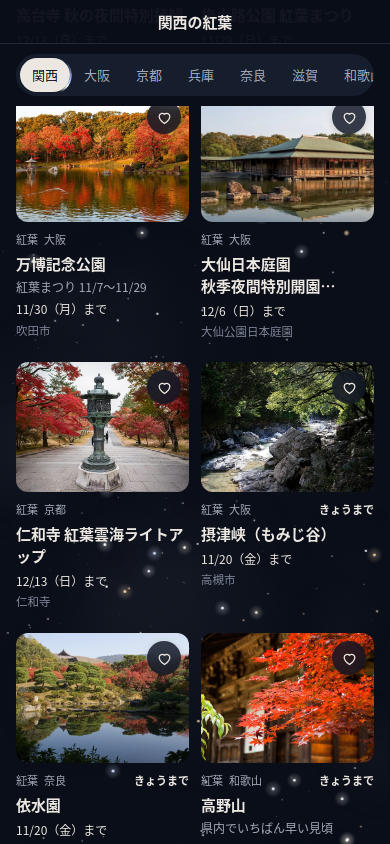 関西の紅葉
関西 大阪 京都 兵庫 奈良 滋賀 和歌
紅葉 大阪
万博記念公園
紅葉まつり 11/7〜11/29
11/30（月）まで
吹田市
紅葉 大阪
大仙日本庭園
秋季夜間特別開園…
12/6（日）まで
大仙公園日本庭園
紅葉 京都
仁和寺 紅葉雲海ライトア
ップ
12/13（日）まで
仁和寺
紅葉 大阪 きょうまで
摂津峡（もみじ谷）
11/20（金）まで
高槻市
紅葉 奈良 きょうまで
依水園
11/20（金）まで
紅葉 和歌山 きょうまで
高野山
県内でいちばん早い見頃